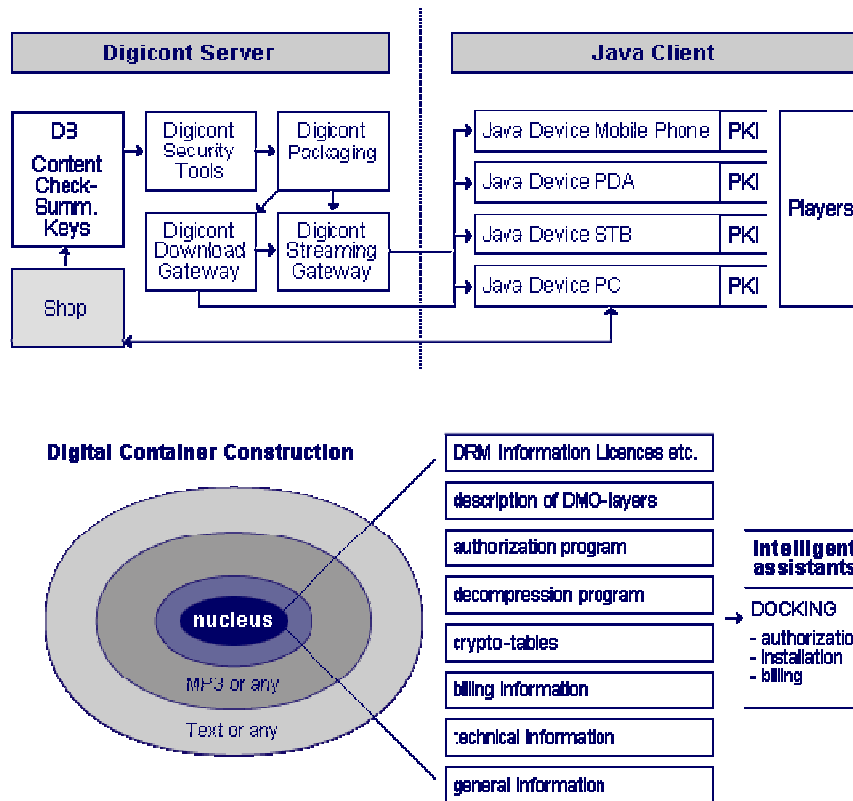 Digicont Server
Java Client
DB
Content
Check-
Summ.
Keys
Digicont
Security
Tools
Digicont
Packaging
Digicont
Download
Gateway
Digicont
Streaming
Gateway
Shop
Java Device Mobile Phone PKI
Java Device PDA PKI
Java Device STB PKI
Java Device PC PKI
Players
Digital Container Construction
nucleus
MP3 or any
Text or any
DRM Information Licences etc.
description of DMO-layers
authorization program
decompression program
crypto-tables
billing information
technical information
general information
Intelligent
assistants
DOCKING
- authorizatio
- installation
- billing